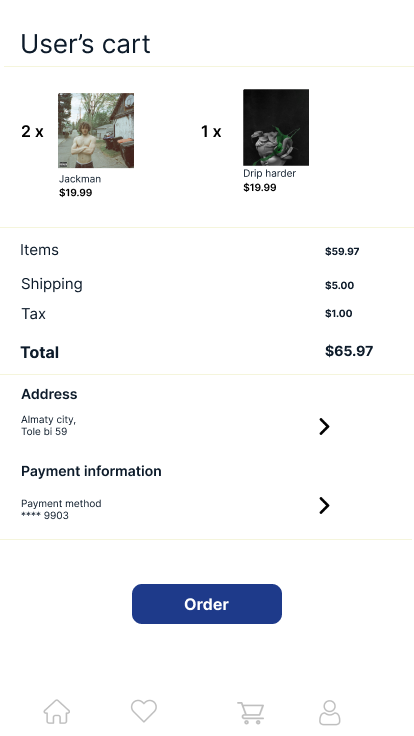 User’s cart
2 x
1 x
Jackman
$19.99
Drip harder
$19.99
Items
$59.97
Shipping
$5.00
Tax
$1.00
Total
$65.97
Address
Almaty city,
Tole bi 59
Payment information
Payment method
**** 9903
Order